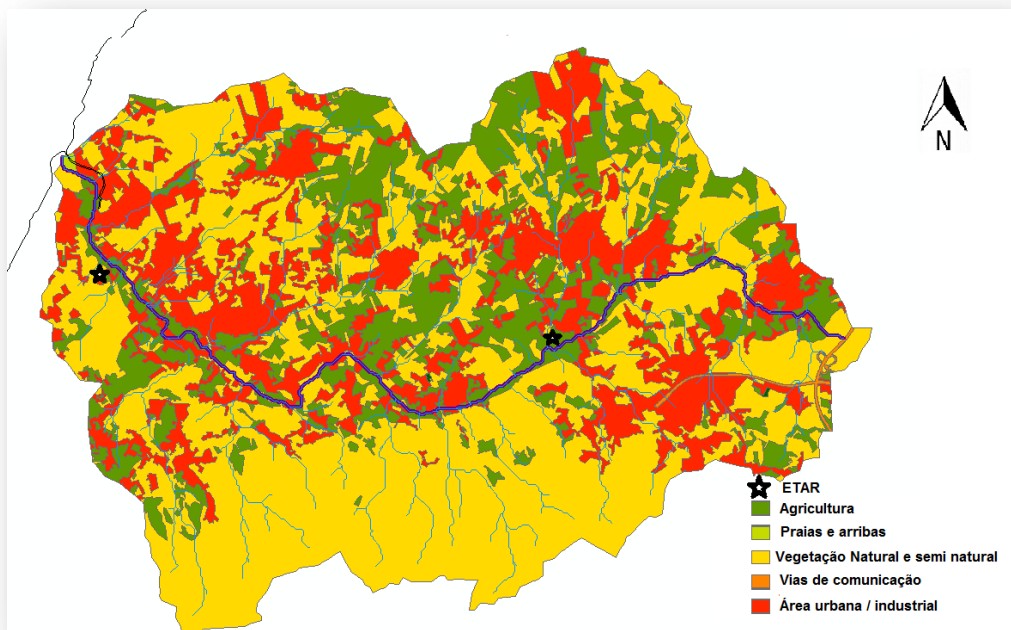 N
ETAR
Agricultura
Praias e arribas
Vegetação Natural e semi natural
Vias de comunicação
Área urbana / industrial